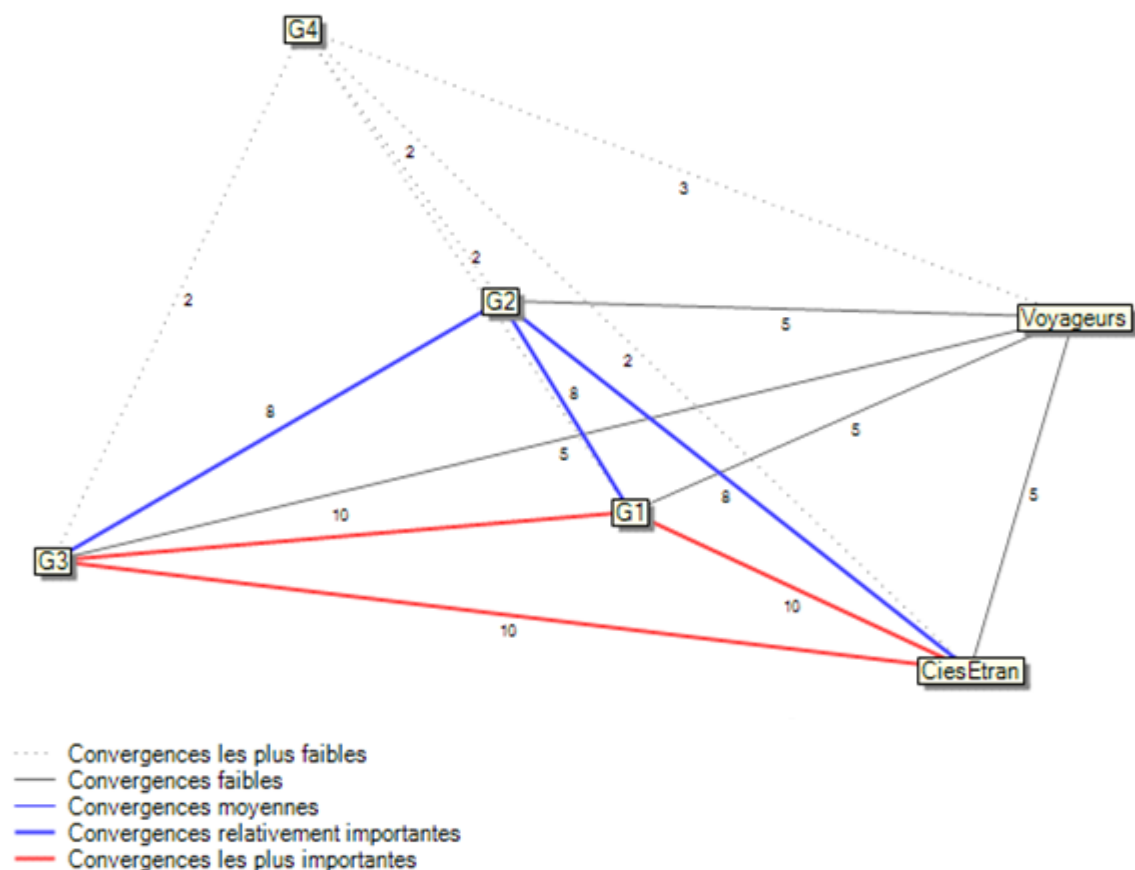 G4
2
3
2
2
G2
Voyageurs
5
2
8
8
5
5
8
5
10
G1
G3
10
10
CiesEtran
Convergences les plus faibles
Convergences faibles
Convergences moyennes
Convergences relativement importantes
Convergences les plus importantes